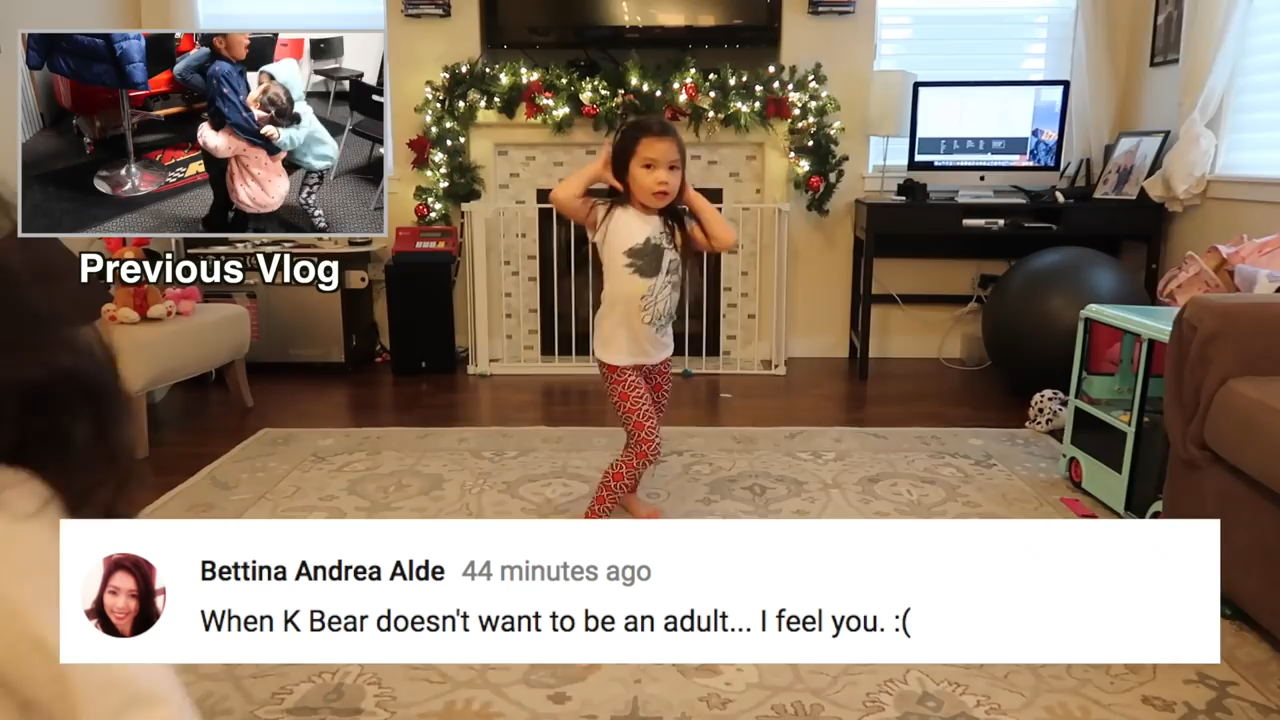 Previous Vlog
Bettina Andrea Alde 44 minutes ago
When K Bear doesn't want to be an adult... I feel you. :(